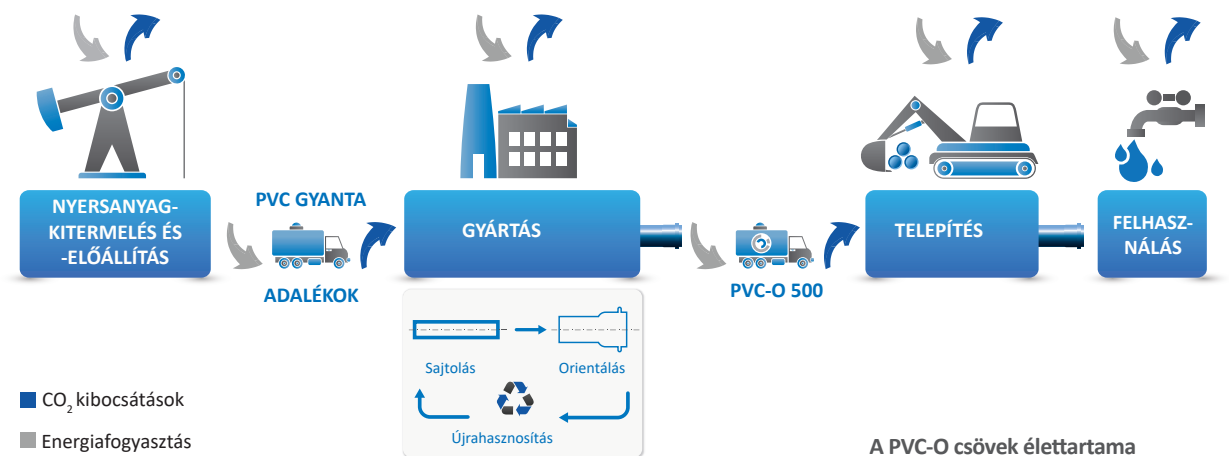 NYERSANYAG-
KITERMELÉS ÉS
-ELŐÁLLÍTÁS
PVC GYANTA
ADALÉKOK
GYÁRTÁS
PVC-O 500
TELEPÍTÉS
FELHASZ-
NÁLÁS
Sajtolás
Orientálás
Újrahasznosítás
CO₂ kibocsátások
Energiafogyasztás
A PVC-O csövek élettartama